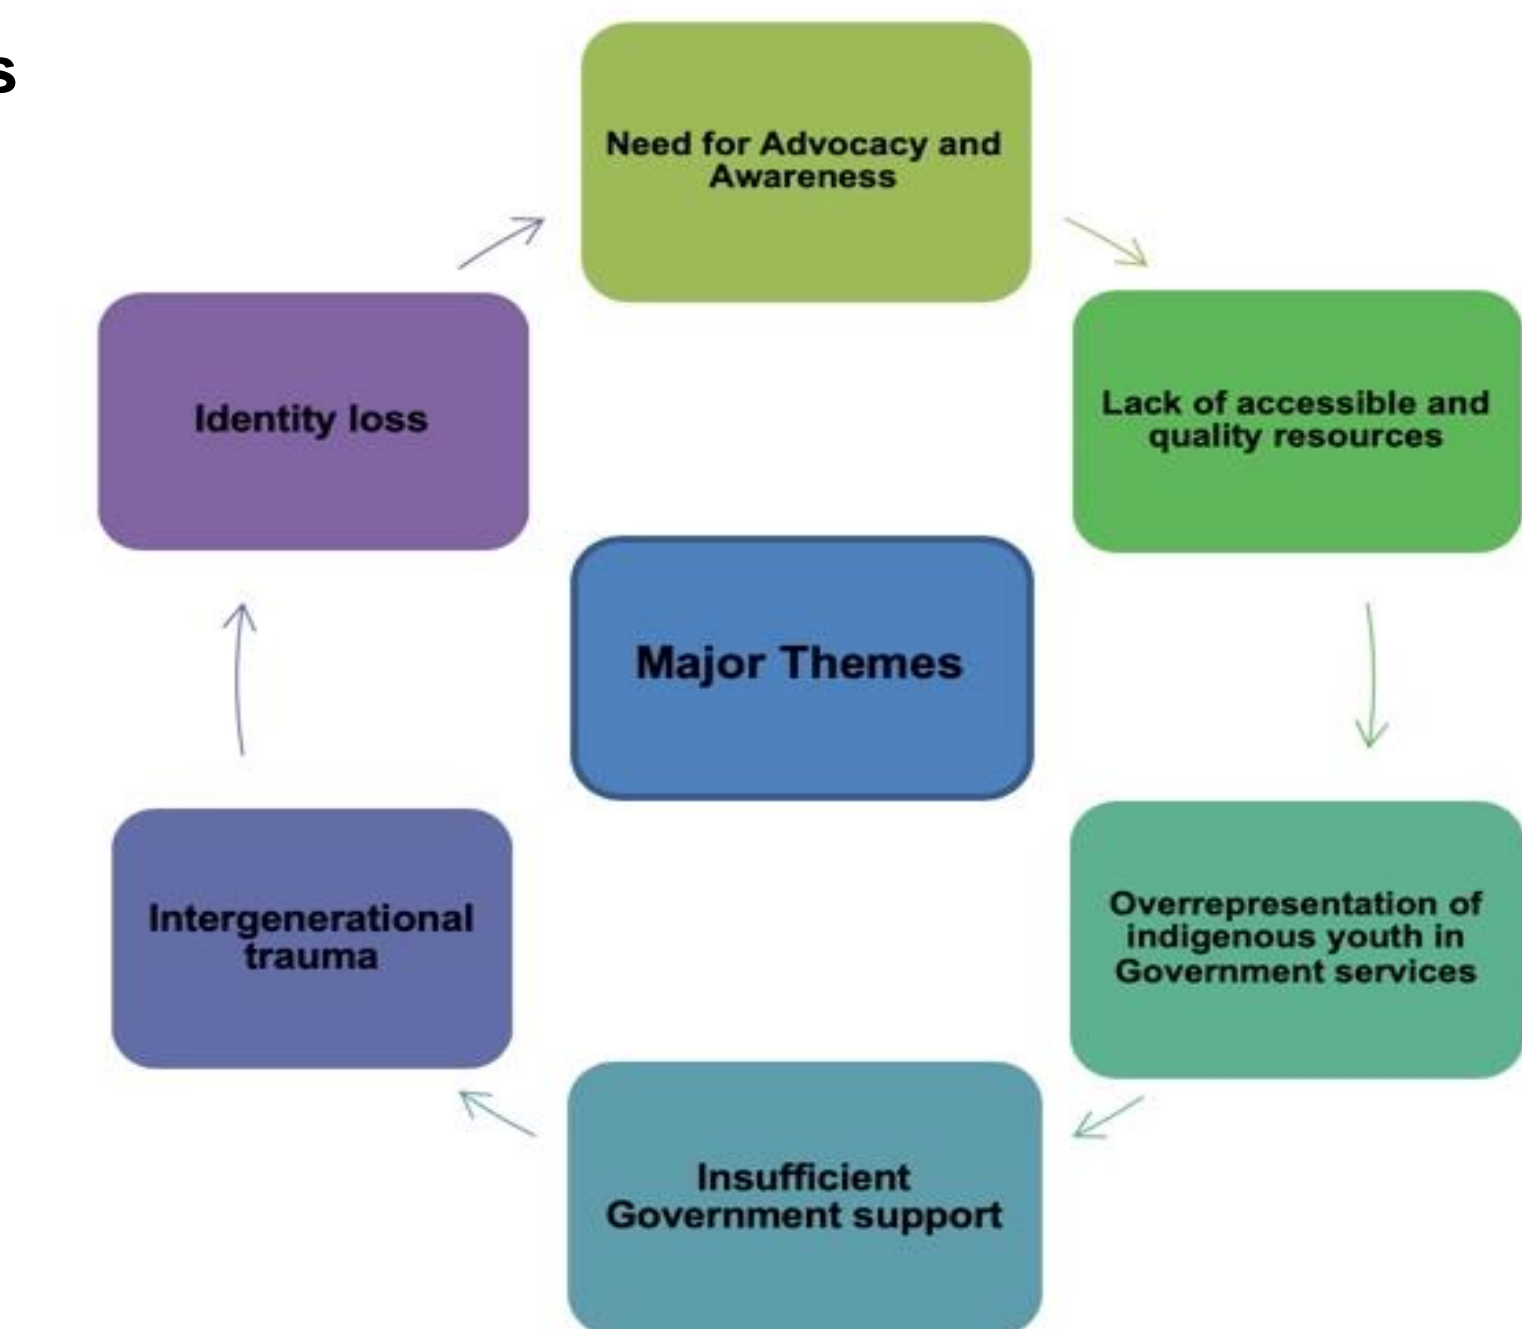 s
Need for Advocacy and
Awareness
Lack of accessible and
quality resources
Identity loss
Major Themes
Overrepresentation of
indigenous youth in
Government services
Intergenerational
trauma
Insufficient
Government support